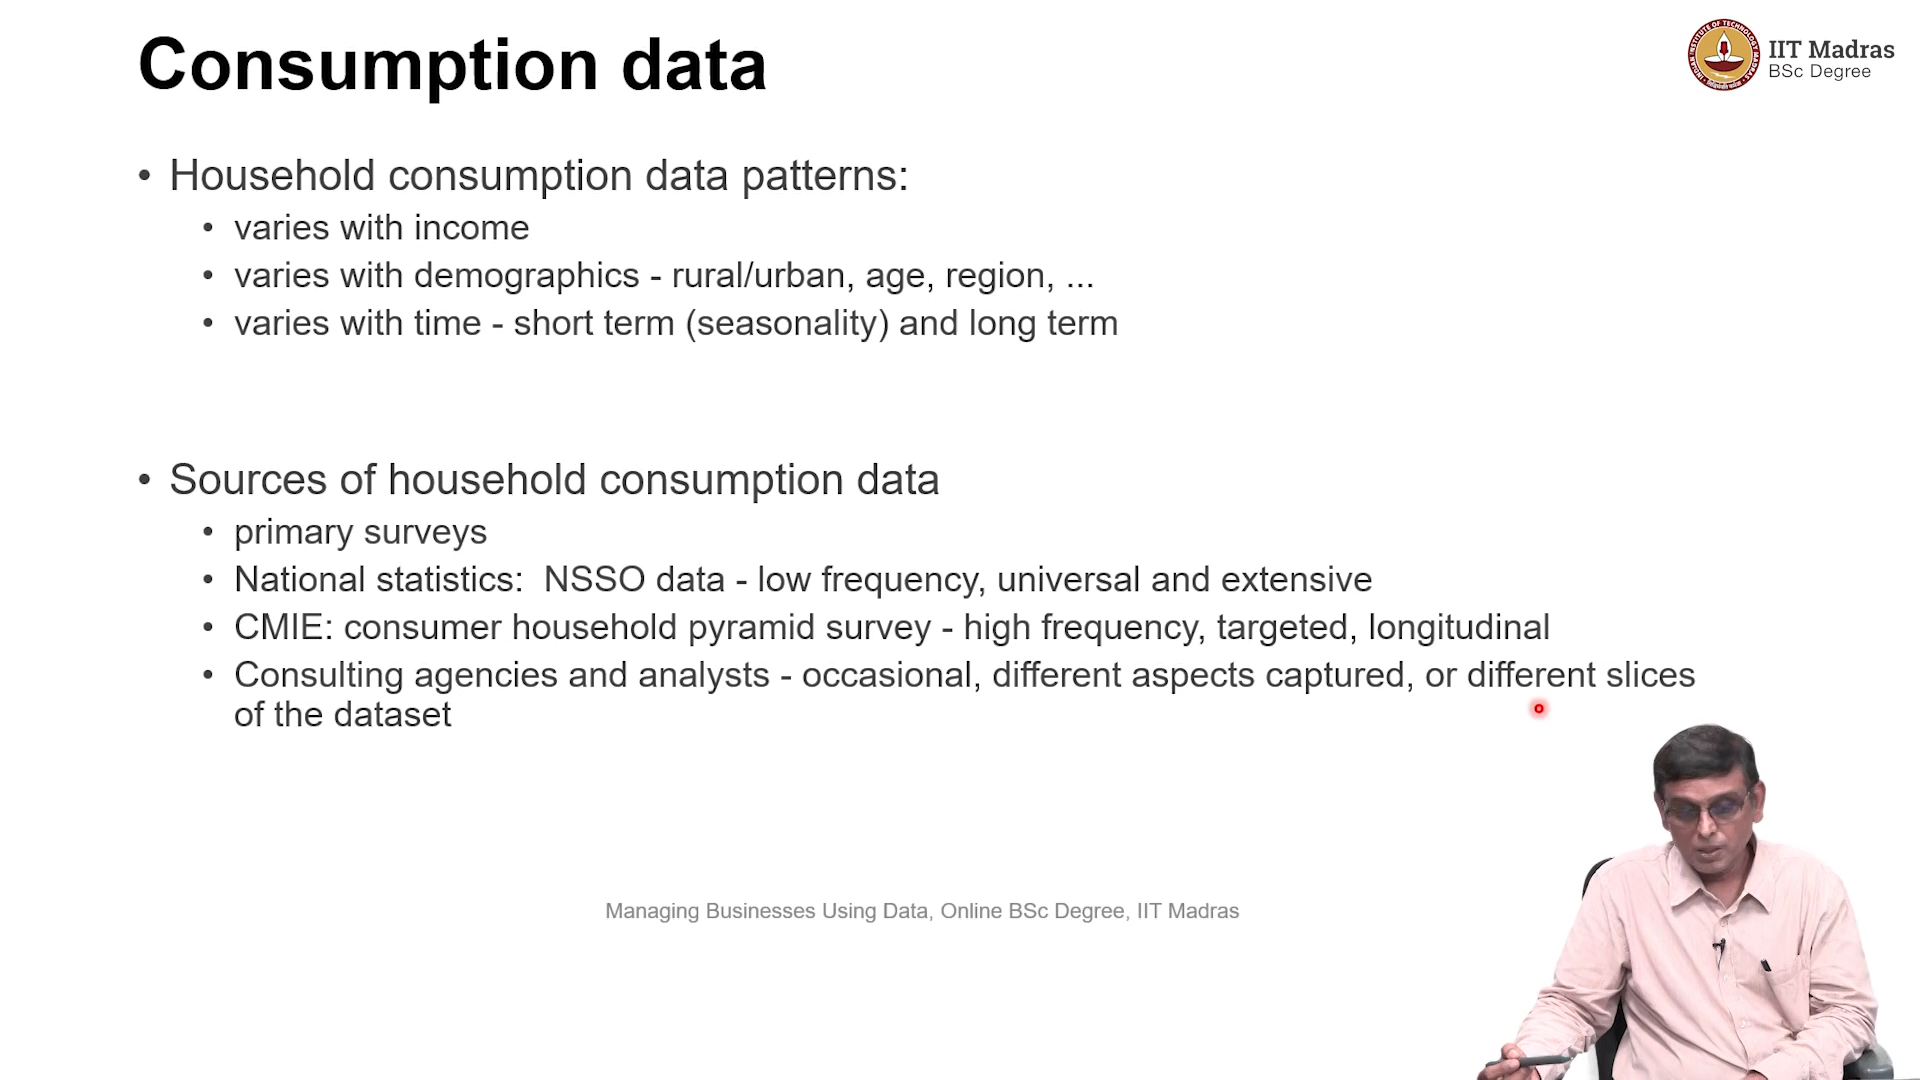 Consumption data
IIT Madras
BSc Degree
• Household consumption data patterns:
• varies with income
• varies with demographics - rural/urban, age, region, ...
• varies with time - short term (seasonality) and long term
• Sources of household consumption data
• primary surveys
• National statistics:  NSSO data - low frequency, universal and extensive
• CMIE: consumer household pyramid survey - high frequency, targeted, longitudinal
• Consulting agencies and analysts - occasional, different aspects captured, or different slices
of the dataset
Managing Businesses Using Data, Online BSc Degree, IIT Madras